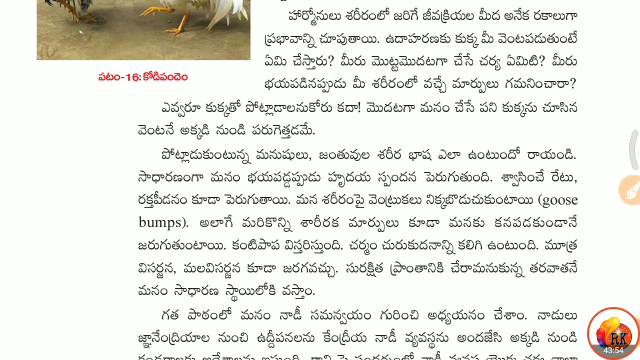 హార్మోనులు శరీరంలో జరిగే జీవక్రియల మీద అనేక రకాలుగా
ప్రభావాన్ని చూపుతాయి. ఉదాహరణకు కుక్క మీ వెంటపడుతుంటే
ఏమి చేస్తారు? మీరు మొట్టమొదటగా చేసే చర్య ఏమిటి? మీరు
భయపడినప్పుడు మీ శరీరంలో వచ్చే మార్పులు గమనించారా?
పటం-16: కోడిపందెం
ఎవ్వరూ కుక్కతో పోట్లాడాలనుకోరు కదా! మొదటగా మనం చేసే పని కుక్కను చూసిన
వెంటనే అక్కడి నుండి పరుగెత్తడమే.
పోట్లాడుకుంటున్న మనుషులు, జంతువుల శరీర భాష ఎలా ఉంటుందో రాయండి.
సాధారణంగా మనం భయపడ్డప్పుడు హృదయ స్పందన పెరుగుతుంది. శ్వాసించే రేటు,
రక్తపీడనం కూడా పెరుగుతాయి. మన శరీరంపై వెంట్రుకలు నిక్కబొడుచుకుంటాయి (goose
bumps). అలాగే మరికొన్ని శారీరక మార్పులు కూడా మనకు కనపడకుండానే
జరుగుతుంటాయి. కంటిపాప విస్తరిస్తుంది. చర్మం చురుకుదనాన్ని కలిగి ఉంటుంది. మూత్ర
విసర్జన, మలవిసర్జన కూడా జరగవచ్చు. సురక్షిత ప్రాంతానికి చేరామనుకున్న తరవాతనే
మనం సాధారణ స్థాయిలోకి వస్తాం.
గత పాఠంలో మనం నాడీ సమన్వయం గురించి అధ్యయనం చేశాం. నాడులు
జ్ఞానేంద్రియాల నుంచి ఉద్దీపనలను కేంద్రీయ నాడీ వ్యవస్థను అందజేసి అక్కడి నుండి
RK
43:54